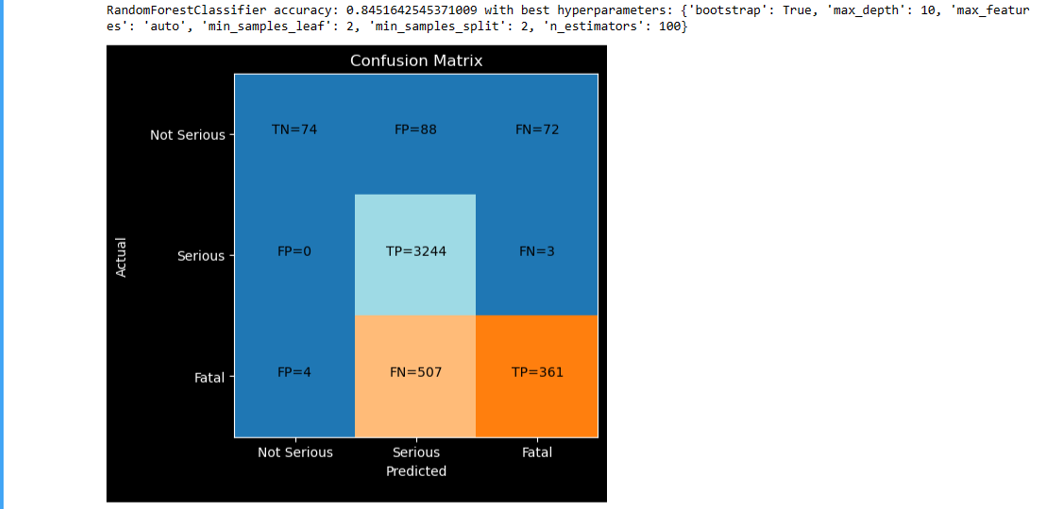 RandomForestClassifier accuracy: 0.8451642545371009 with best hyperparameters: {'bootstrap': True, 'max_depth': 10, 'max_featur
es': 'auto', 'min_samples_leaf': 2, 'min_samples_split': 2, 'n_estimators': 100}
Confusion Matrix
Not Serious TN=74 FP=88 FN=72
Actual
Serious FP=0 TP=3244 FN=3
Fatal FP=4 FN=507 TP=361
Not Serious Serious Fatal
Predicted